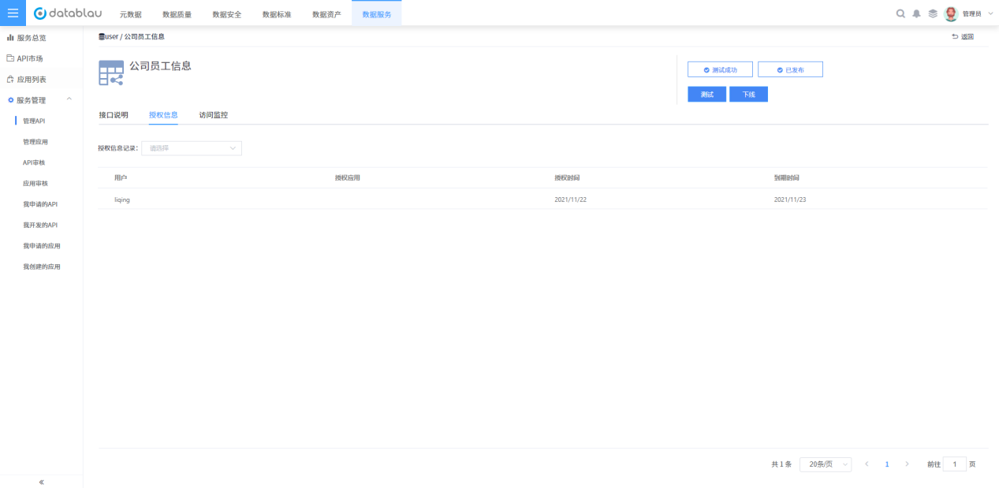 datablau 元数据 数据质量 数据安全 数据标准 数据资产 数据服务 管理员
服务总览
API市场
应用列表
服务管理
管理API
管理应用
API审核
应用审核
我申请的API
我开发的API
我申请的应用
我创建的应用
user / 公司员工信息 返回
公司员工信息
测试成功 已发布
测试 下线
接口说明 授权信息 访问监控
授权信息记录: 请选择
用户 授权应用 授权时间 到期时间
liqing 2021/11/22 2021/11/23
共 1 条 20条/页 1 前往 1 页